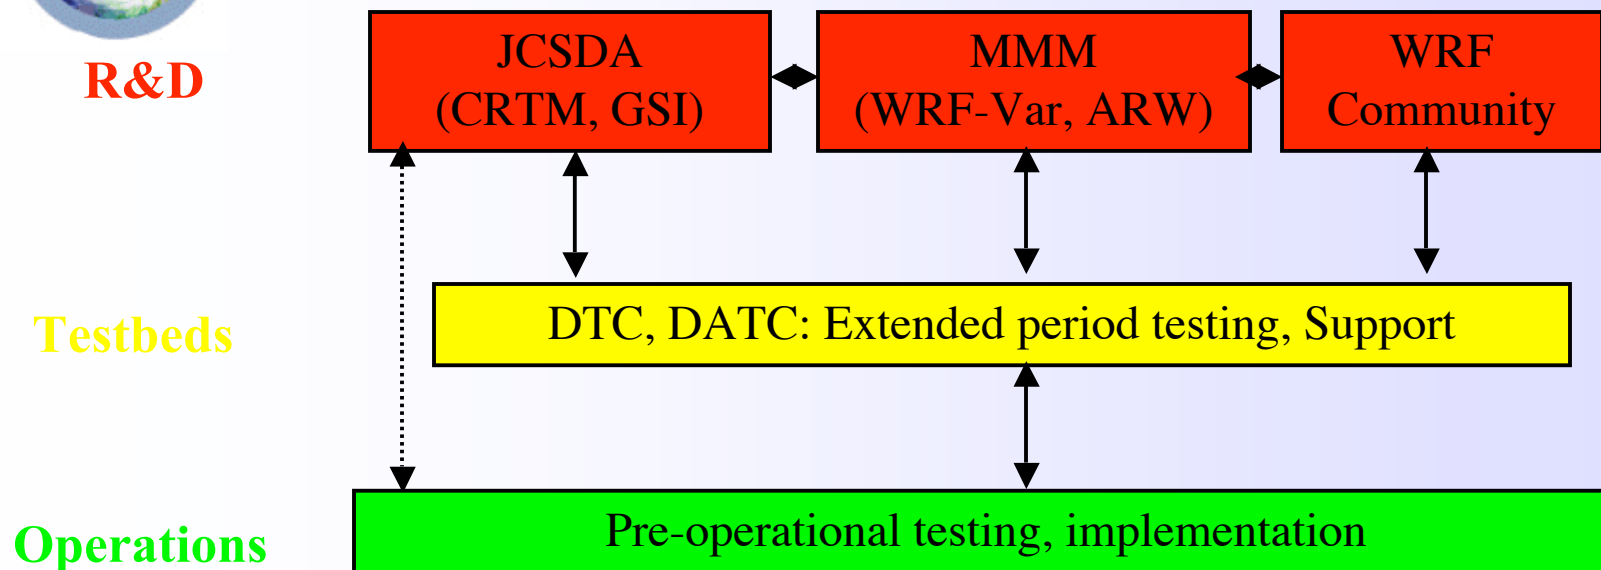 R&D
JCSDA
(CRTM, GSI)
MMM
(WRF-Var, ARW)
WRF
Community
Testbeds
DTC, DATC: Extended period testing, Support
Operations
Pre-operational testing, implementation